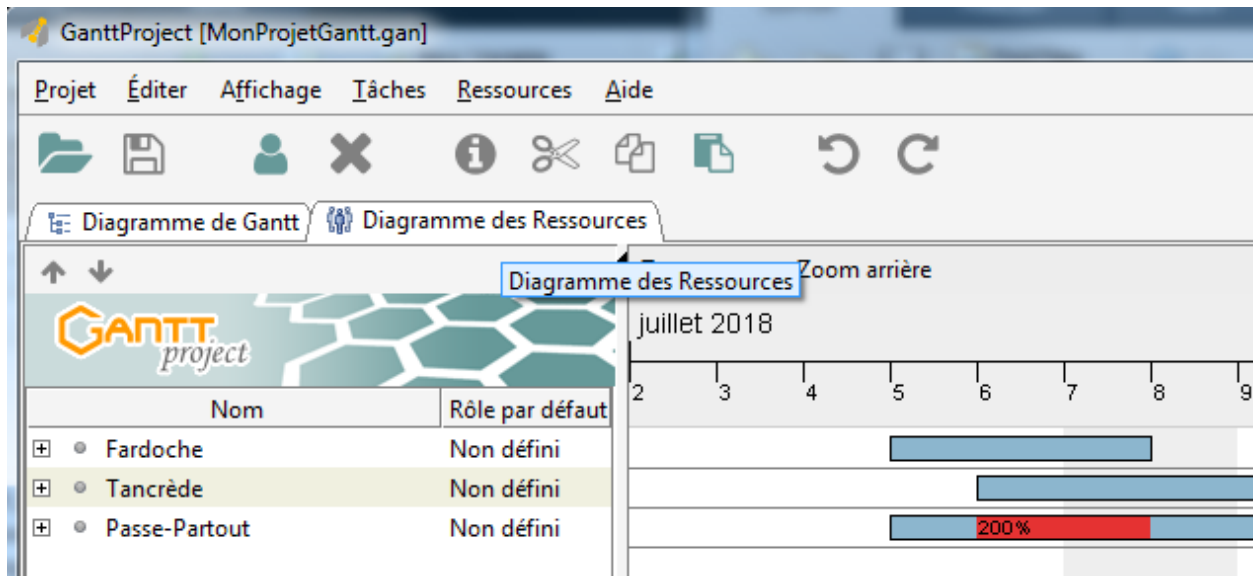 GanttProject [MonProjetGantt.gan]
Projet Éditer Affichage Tâches Ressources Aide
Diagramme de Gantt Diagramme des Ressources
Diagramme des Ressources Zoom arrière
GANTT project
juillet 2018
2 3 4 5 6 7 8 9
Nom Rôle par défaut
Fardoche Non défini
Tancrède Non défini
Passe-Partout Non défini 200%